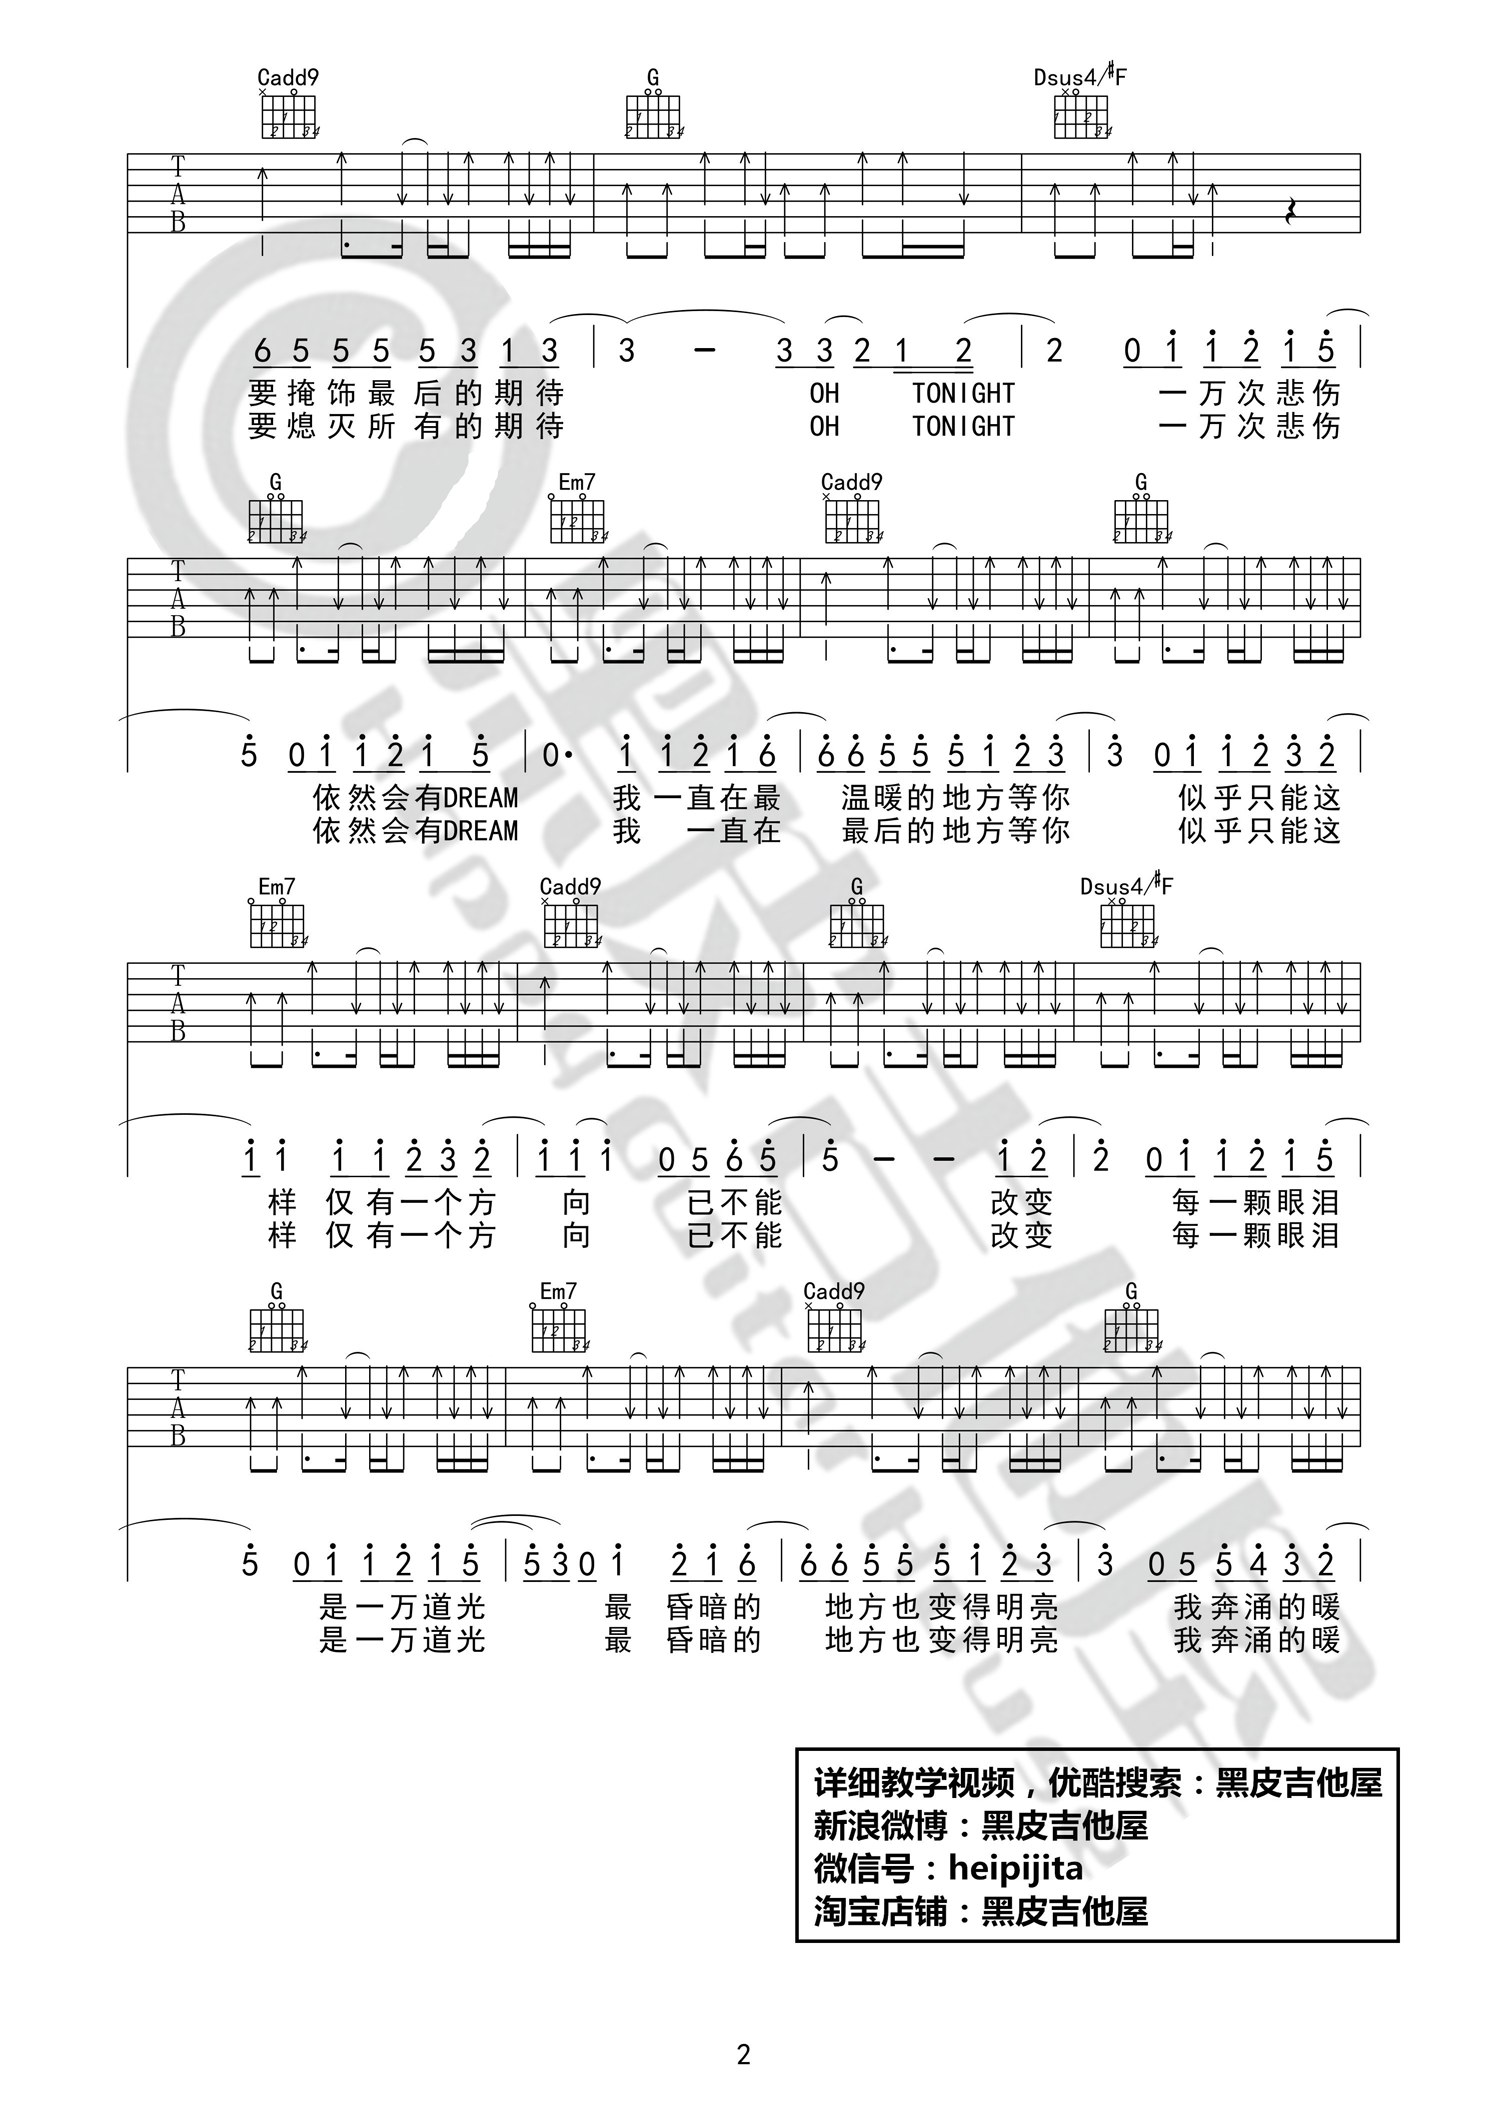 Cadd9 G Dsus4/#F
T
A
B
6 5 5 5 5 3 1 3 | 3 － 3 3 2 1 2 | 2 0 1 1 2 1 5 |
要掩饰最后的期待 OH TONIGHT 一万次悲伤
要熄灭所有的期待 OH TONIGHT 一万次悲伤
G Em7 Cadd9 G
T
A
B
5 0 1 1 2 1 5 | 0· 1 1 2 1 6 | 6 6 5 5 5 1 2 3 | 3 0 1 1 2 3 2 |
依然会有DREAM 我一直在最 温暖的地方等你 似乎只能这
依然会有DREAM 我 一直在 最后的地方等你 似乎只能这
Em7 Cadd9 G Dsus4/#F
T
A
B
1 1 1 1 2 3 2 | 1 1 1 0 5 6 5 | 5 － － 1 2 | 2 0 1 1 2 1 5 |
样 仅有一个方 向 已不能 改变 每一颗眼泪
样 仅有一个方 向 已不能 改变 每一颗眼泪
G Em7 Cadd9 G
T
A
B
5 0 1 1 2 1 5 | 5 3 0 1 2 1 6 | 6 6 5 5 5 1 2 3 | 3 0 5 5 4 3 2 |
是一万道光 最 昏暗的 地方也变得明亮 我奔涌的暖
是一万道光 最 昏暗的 地方也变得明亮 我奔涌的暖
©黑皮吉他屋
Happy Guitar House
详细教学视频，优酷搜索：黑皮吉他屋
新浪微博：黑皮吉他屋
微信号：heipijita
淘宝店铺：黑皮吉他屋
2